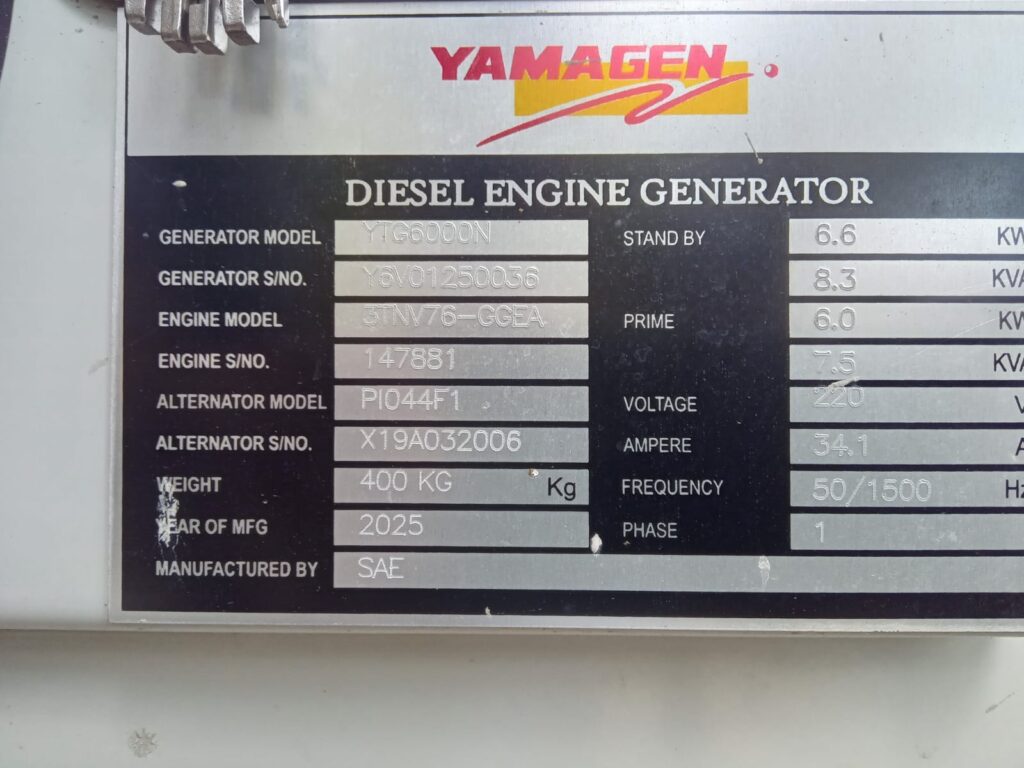 YAMAGEN
DIESEL ENGINE GENERATOR
GENERATOR MODEL YTG6000N STAND BY 6.6 KW
GENERATOR S/NO. Y6V01250036 8.3 KVA
ENGINE MODEL 3TNV76-GGEA PRIME 6.0 KW
ENGINE S/NO. 147881 7.5 KVA
ALTERNATOR MODEL PI044F1 VOLTAGE 220 V
ALTERNATOR S/NO. X19A032006 AMPERE 34.1 A
WEIGHT 400 KG Kg FREQUENCY 50/1500 Hz
YEAR OF MFG 2025 PHASE 1
MANUFACTURED BY SAE